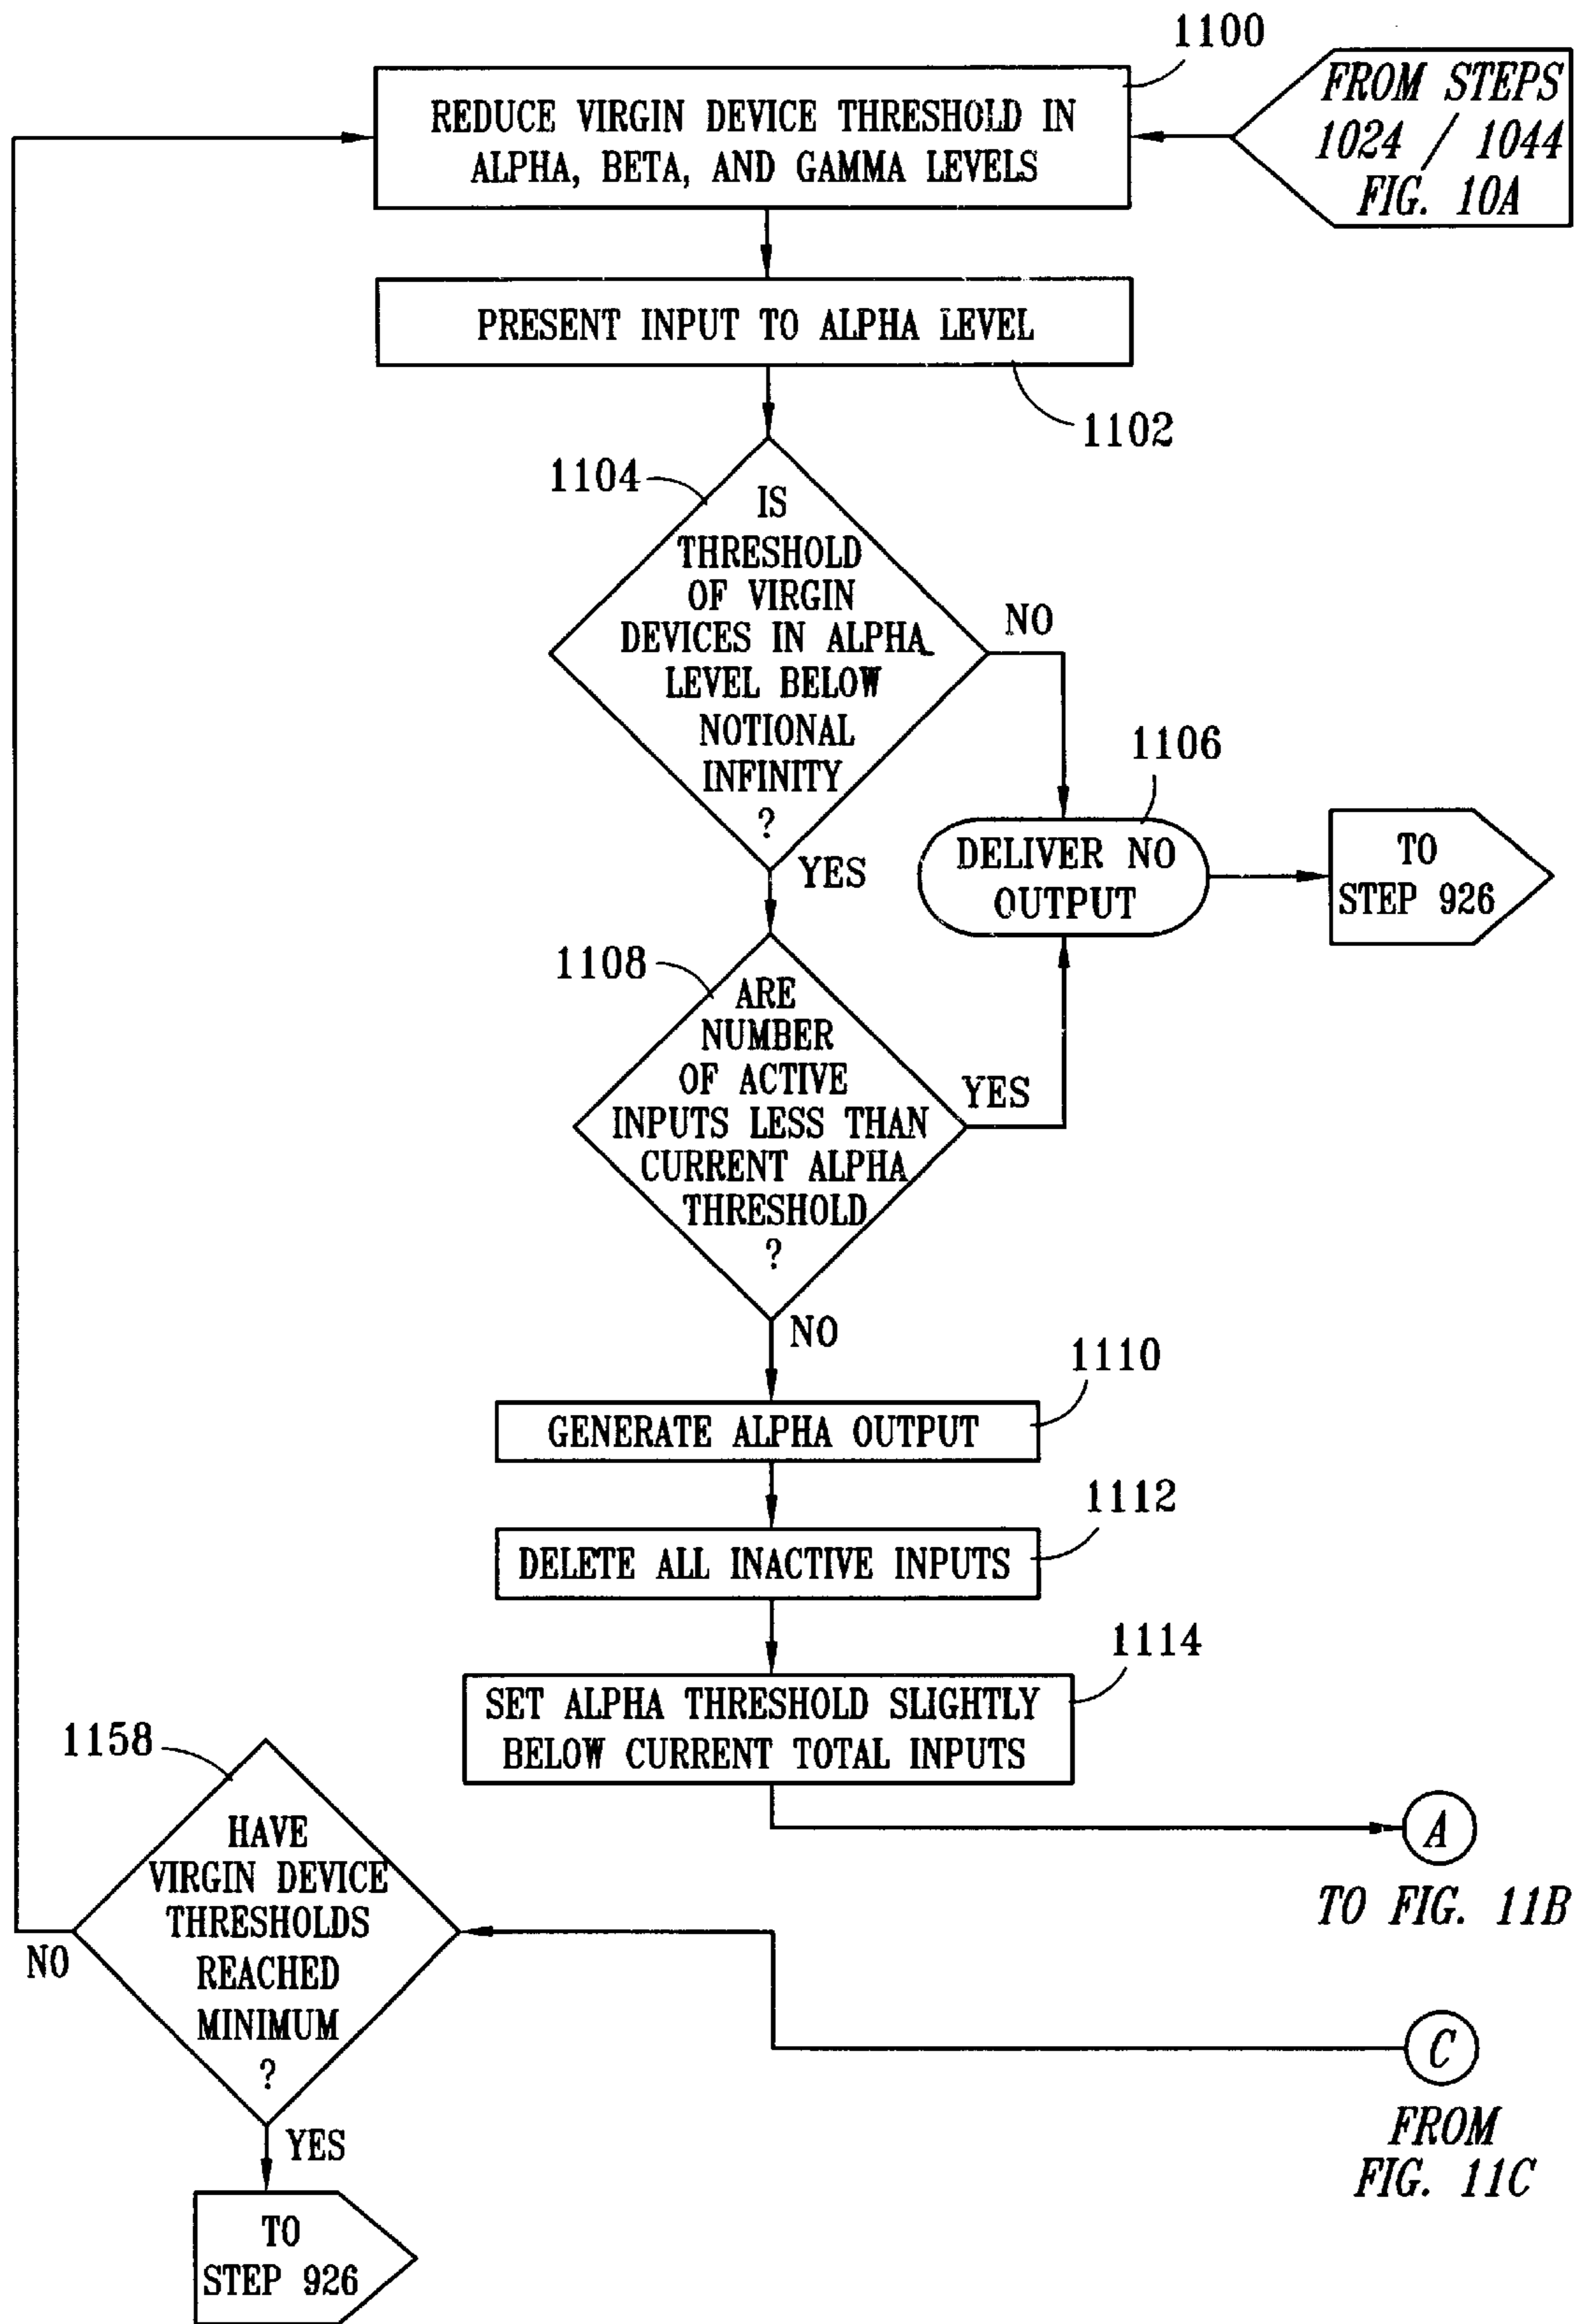 1100
REDUCE VIRGIN DEVICE THRESHOLD IN
ALPHA, BETA, AND GAMMA LEVELS
FROM STEPS
1024 / 1044
FIG. 10A
PRESENT INPUT TO ALPHA LEVEL
1102
1104
IS
THRESHOLD
OF VIRGIN
DEVICES IN ALPHA
LEVEL BELOW
NOTIONAL
INFINITY
?
NO
YES
1106
DELIVER NO
OUTPUT
TO
STEP 926
1108
ARE
NUMBER
OF ACTIVE
INPUTS LESS THAN
CURRENT ALPHA
THRESHOLD
?
YES
NO
1110
GENERATE ALPHA OUTPUT
1112
DELETE ALL INACTIVE INPUTS
1114
SET ALPHA THRESHOLD SLIGHTLY
BELOW CURRENT TOTAL INPUTS
A
TO FIG. 11B
1158
HAVE
VIRGIN DEVICE
THRESHOLDS
REACHED
MINIMUM
?
NO
YES
C
FROM
FIG. 11C
TO
STEP 926